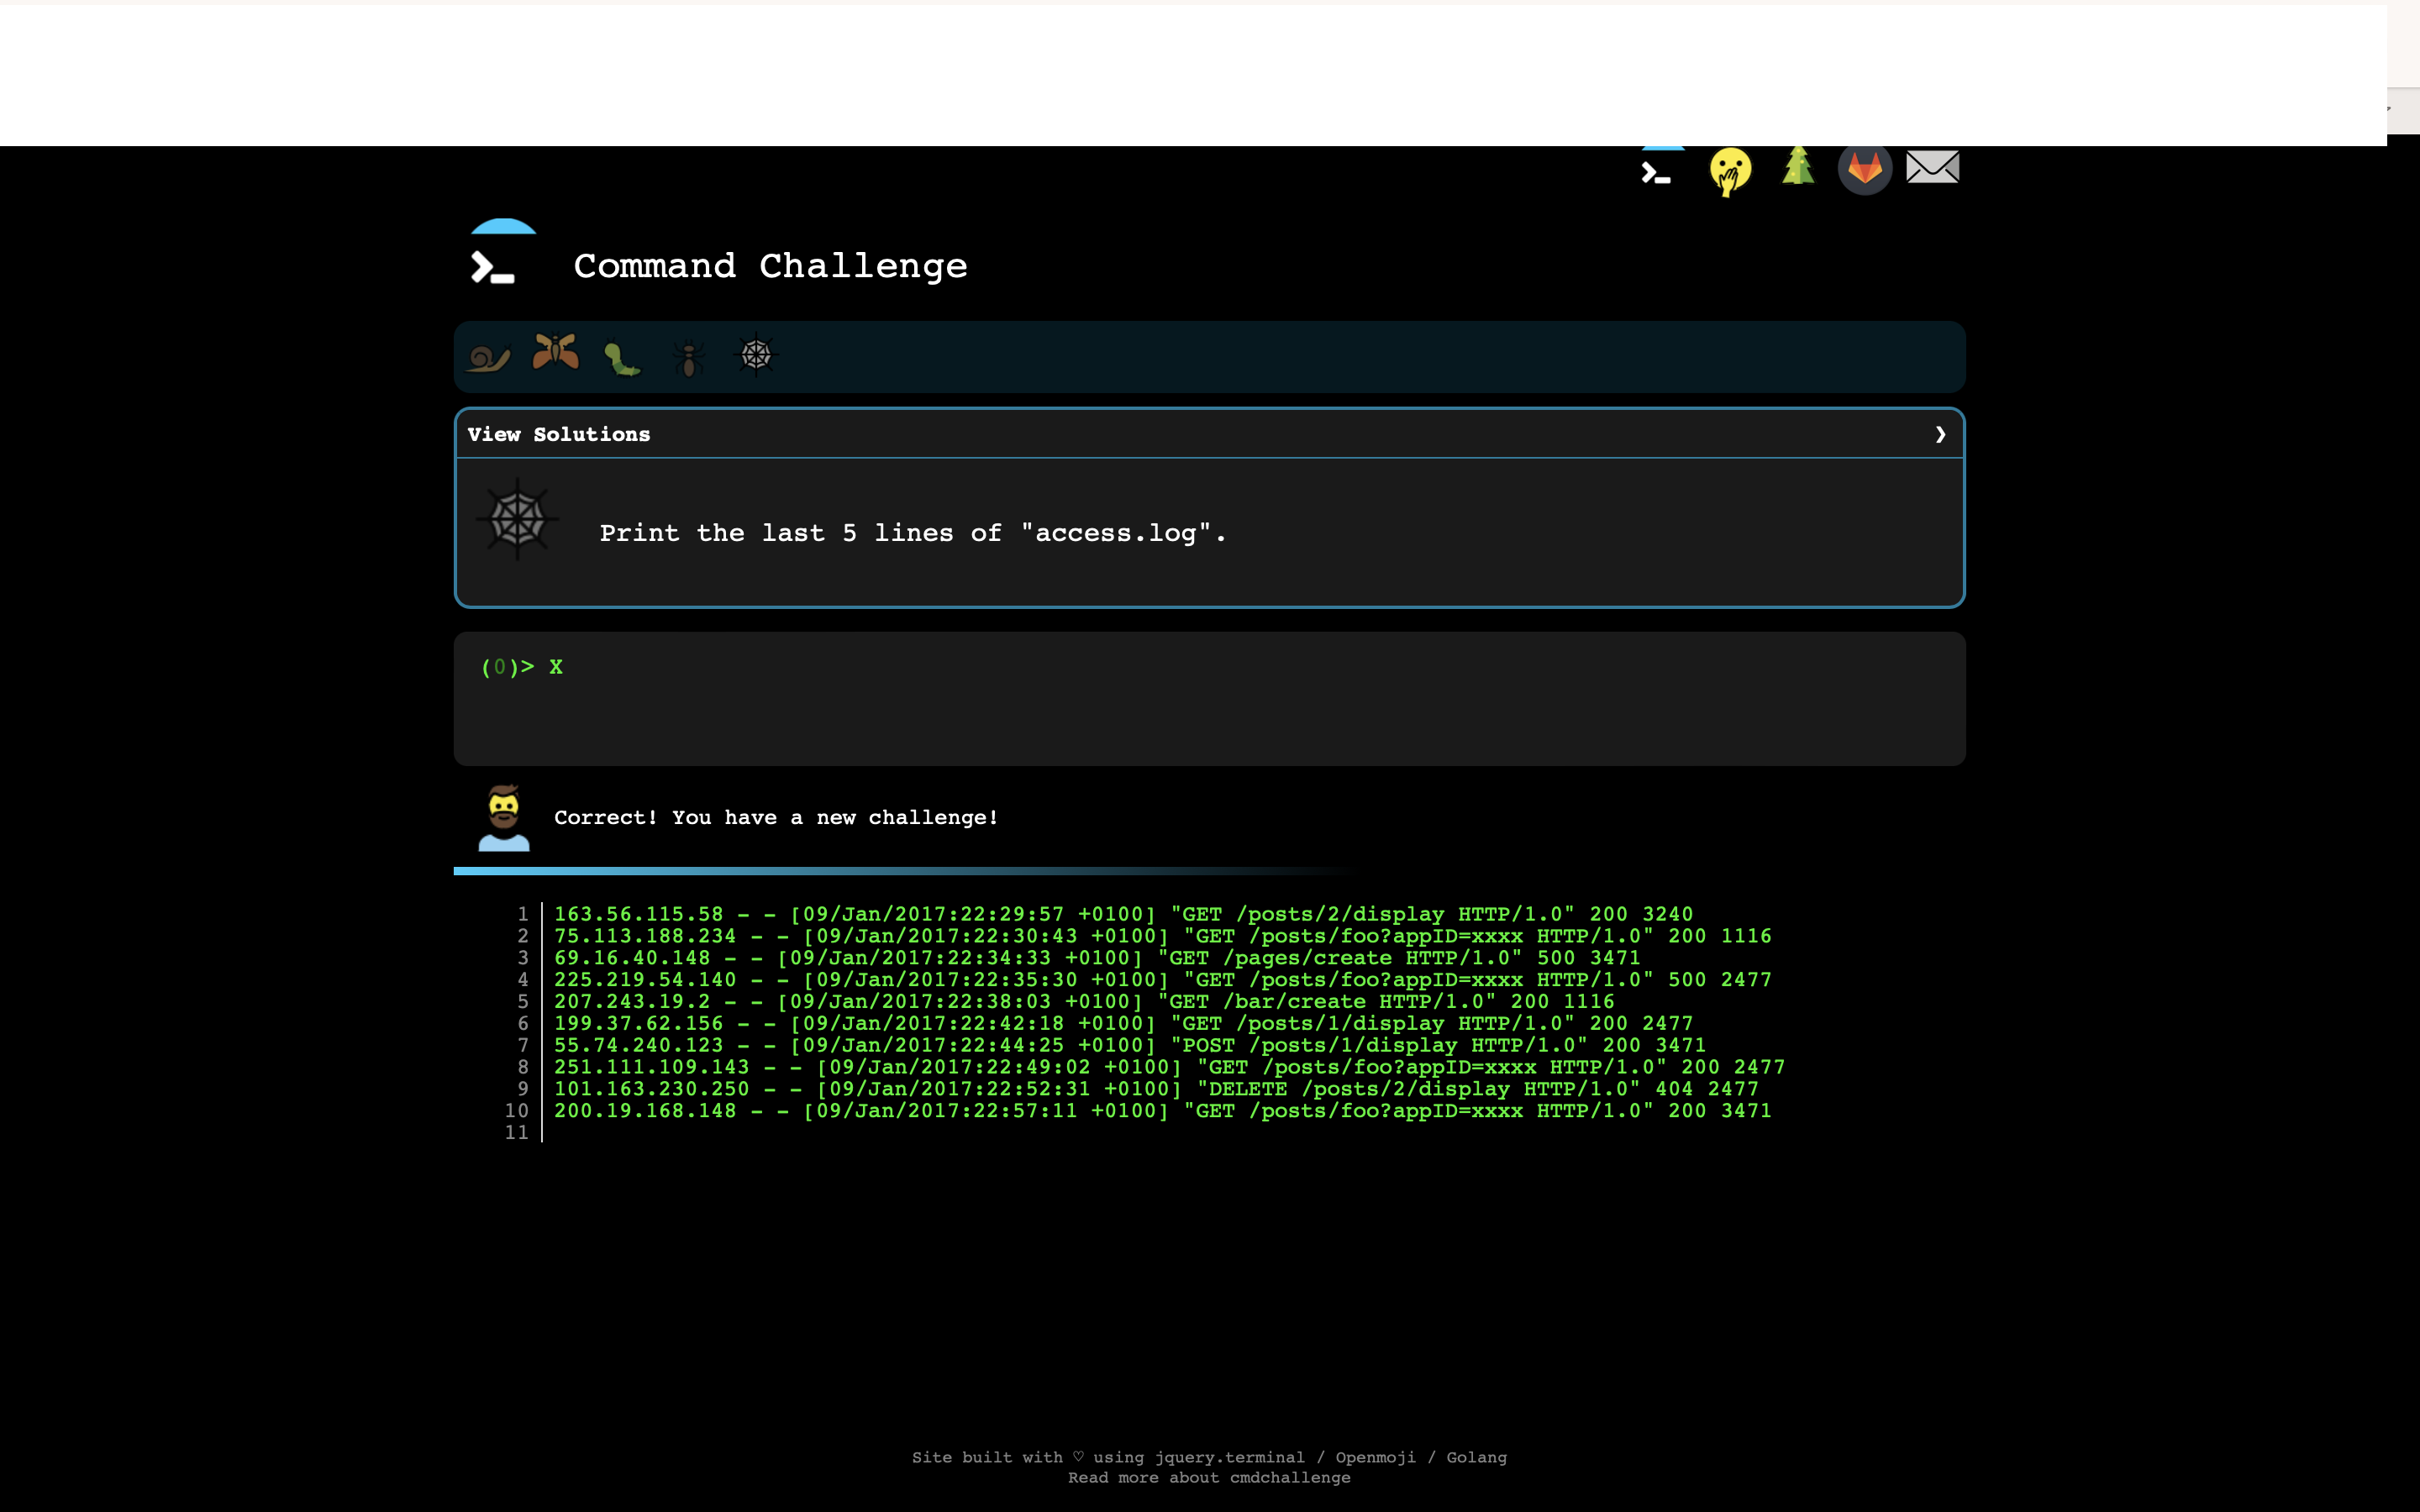 Command Challenge
View Solutions ❯
Print the last 5 lines of "access.log".
(0)> X
Correct! You have a new challenge!
1 163.56.115.58 - - [09/Jan/2017:22:29:57 +0100] "GET /posts/2/display HTTP/1.0" 200 3240
2 75.113.188.234 - - [09/Jan/2017:22:30:43 +0100] "GET /posts/foo?appID=xxxx HTTP/1.0" 200 1116
3 69.16.40.148 - - [09/Jan/2017:22:34:33 +0100] "GET /pages/create HTTP/1.0" 500 3471
4 225.219.54.140 - - [09/Jan/2017:22:35:30 +0100] "GET /posts/foo?appID=xxxx HTTP/1.0" 500 2477
5 207.243.19.2 - - [09/Jan/2017:22:38:03 +0100] "GET /bar/create HTTP/1.0" 200 1116
6 199.37.62.156 - - [09/Jan/2017:22:42:18 +0100] "GET /posts/1/display HTTP/1.0" 200 2477
7 55.74.240.123 - - [09/Jan/2017:22:44:25 +0100] "POST /posts/1/display HTTP/1.0" 200 3471
8 251.111.109.143 - - [09/Jan/2017:22:49:02 +0100] "GET /posts/foo?appID=xxxx HTTP/1.0" 200 2477
9 101.163.230.250 - - [09/Jan/2017:22:52:31 +0100] "DELETE /posts/2/display HTTP/1.0" 404 2477
10 200.19.168.148 - - [09/Jan/2017:22:57:11 +0100] "GET /posts/foo?appID=xxxx HTTP/1.0" 200 3471
11
Site built with ♡ using jquery.terminal / Openmoji / Golang
Read more about cmdchallenge